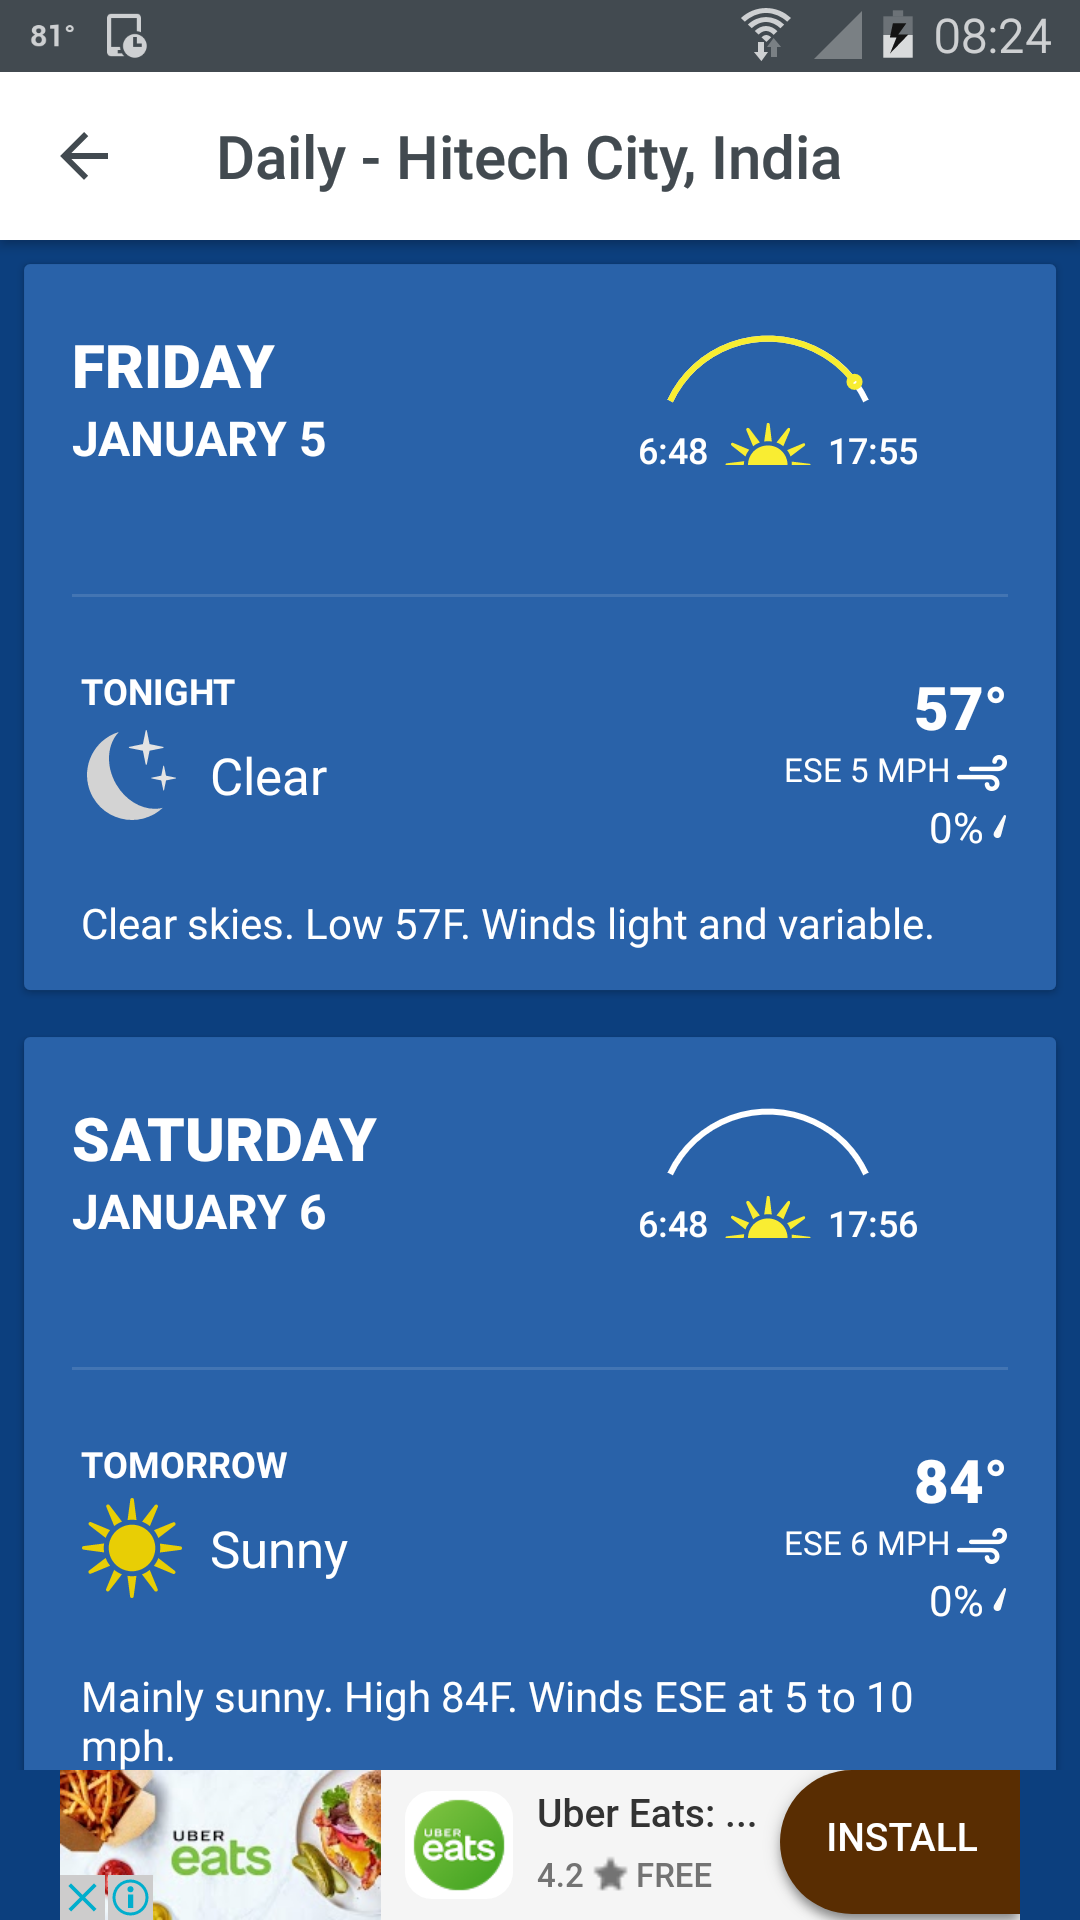 81° 08:24
Daily - Hitech City, India
FRIDAY
JANUARY 5
6:48 17:55
TONIGHT
57°
Clear
ESE 5 MPH
0%
Clear skies. Low 57F. Winds light and variable.
SATURDAY
JANUARY 6
6:48 17:56
TOMORROW
84°
Sunny
ESE 6 MPH
0%
Mainly sunny. High 84F. Winds ESE at 5 to 10
mph.
UBER
eats
UBER
eats
Uber Eats: ...
4.2 FREE
INSTALL